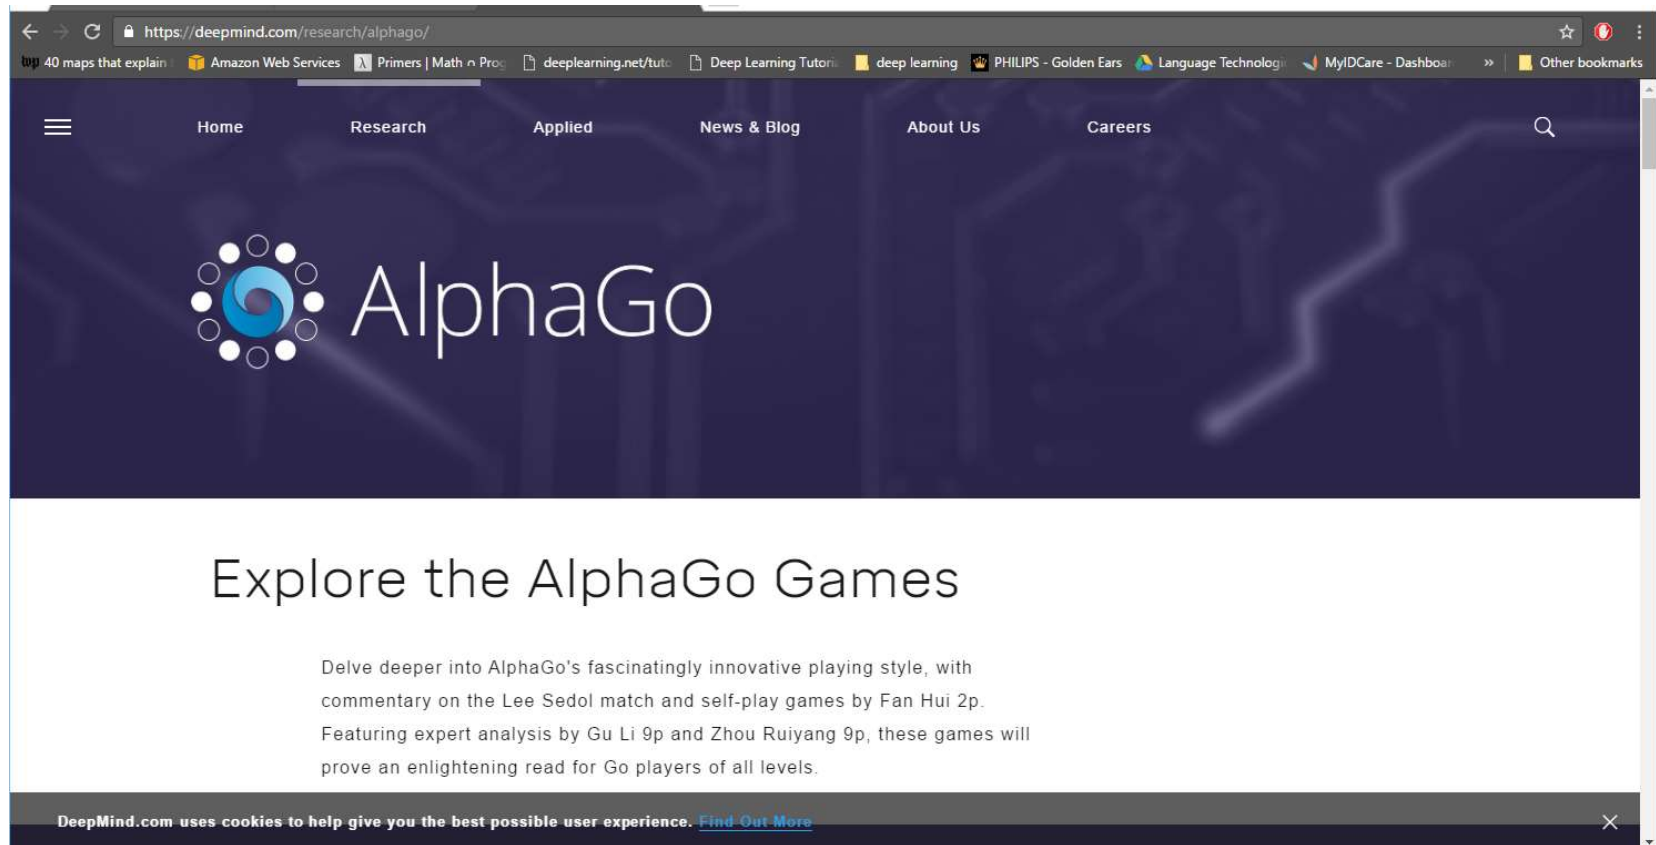 https://deepmind.com/research/alphago/
40 maps that explain Amazon Web Services Primers | Math ∩ Prog deeplearning.net/tuto Deep Learning Tutori deep learning PHILIPS - Golden Ears Language Technologi MyIDCare - Dashboar » Other bookmarks
Home Research Applied News & Blog About Us Careers
AlphaGo
Explore the AlphaGo Games
Delve deeper into AlphaGo's fascinatingly innovative playing style, with
commentary on the Lee Sedol match and self-play games by Fan Hui 2p.
Featuring expert analysis by Gu Li 9p and Zhou Ruiyang 9p, these games will
prove an enlightening read for Go players of all levels.
DeepMind.com uses cookies to help give you the best possible user experience. Find Out More